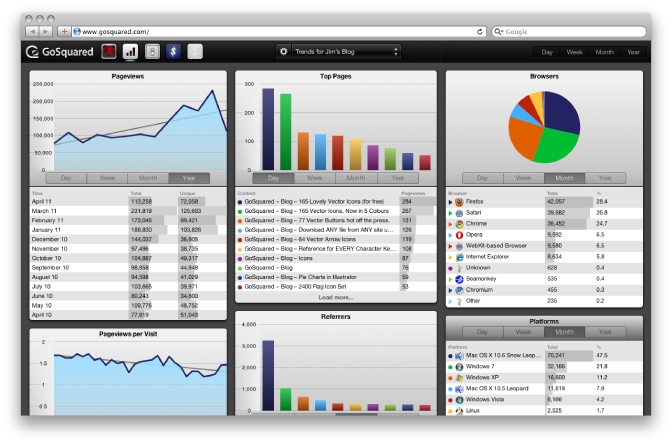 www.gosquared.com/
Google
GoSquared
Trends for Jim's Blog
Day Week Month Year
Pageviews
250,000
200,000
150,000
100,000
50,000
0
Day Week Month Year
Time Total Unique
April 11 113,258 72,058
March 11 231,819 125,603
February 11 173,046 99,421
January 11 188,830 103,826
December 10 144,037 36,805
November 10 97,496 38,735
October 10 104,887 49,317
September 10 98,958 44,948
August 10 94,598 41,029
July 10 103,665 39,971
June 10 80,243 34,600
May 10 109,776 48,752
April 10 77,919 51,043
Pageviews per Visit
2
1.5
1
0.5
Top Pages
300
200
100
0
Day Week Month Year
Content Pageviews
GoSquared – Blog – 165 Lovely Vector Icons (for free) 284
GoSquared – Blog – 165 Vector Icons, Now in 5 Colours 267
GoSquared – Blog – 77 Vector Buttons hot off the press. 131
GoSquared – Blog – Download ANY file from ANY site u... 126
GoSquared – Blog – 64 Vector Arrow Icons 119
GoSquared – Blog – Reference for EVERY Character Ke... 108
GoSquared – Blog – Icons 87
GoSquared – Blog 76
GoSquared – Blog – Pie Charts in Illustrator 59
GoSquared – Blog – 2400 Flag Icon Set 53
Load more...
Referrers
4,000
3,000
2,000
1,000
0
Browsers
Day Week Month Year
Browser Total %
Firefox 42,057 28.4
Safari 39,682 26.8
Chrome 36,452 24.7
Opera 9,592 6.5
WebKit-based Browser 9,580 6.5
Internet Explorer 8,634 5.8
Unknown 628 0.4
Seamonkey 535 0.4
Chromium 455 0.3
Other 235 0.2
Platforms
Day Week Month Year
Platform Total %
Mac OS X 10.6 Snow Leop... 70,241 47.5
Windows 7 32,166 21.8
Windows XP 16,600 11.2
Mac OS X 10.5 Leopard 11,619 7.9
Windows Vista 6,166 4.2
Linux 2,525 1.7